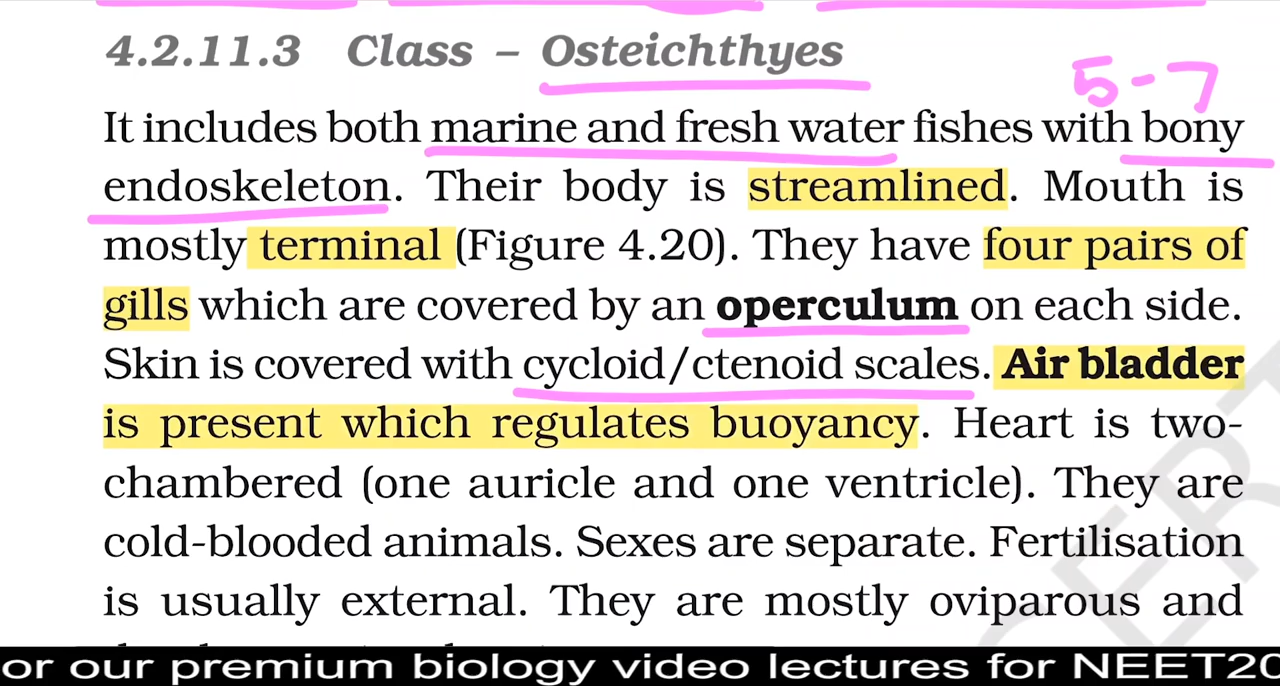 4.2.11.3 Class – Osteichthyes
5-7
It includes both marine and fresh water fishes with bony
endoskeleton. Their body is streamlined. Mouth is
mostly terminal (Figure 4.20). They have four pairs of
gills which are covered by an operculum on each side.
Skin is covered with cycloid/ctenoid scales. Air bladder
is present which regulates buoyancy. Heart is two-
chambered (one auricle and one ventricle). They are
cold-blooded animals. Sexes are separate. Fertilisation
is usually external. They are mostly oviparous and
or our premium biology video lectures for NEET20